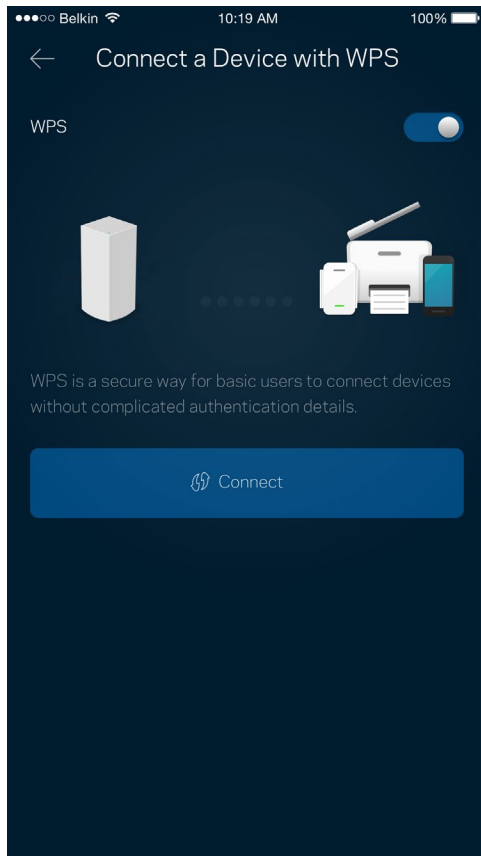 ●●●○○ Belkin 10:19 AM 100%
Connect a Device with WPS
WPS
WPS is a secure way for basic users to connect devices
without complicated authentication details.
Connect